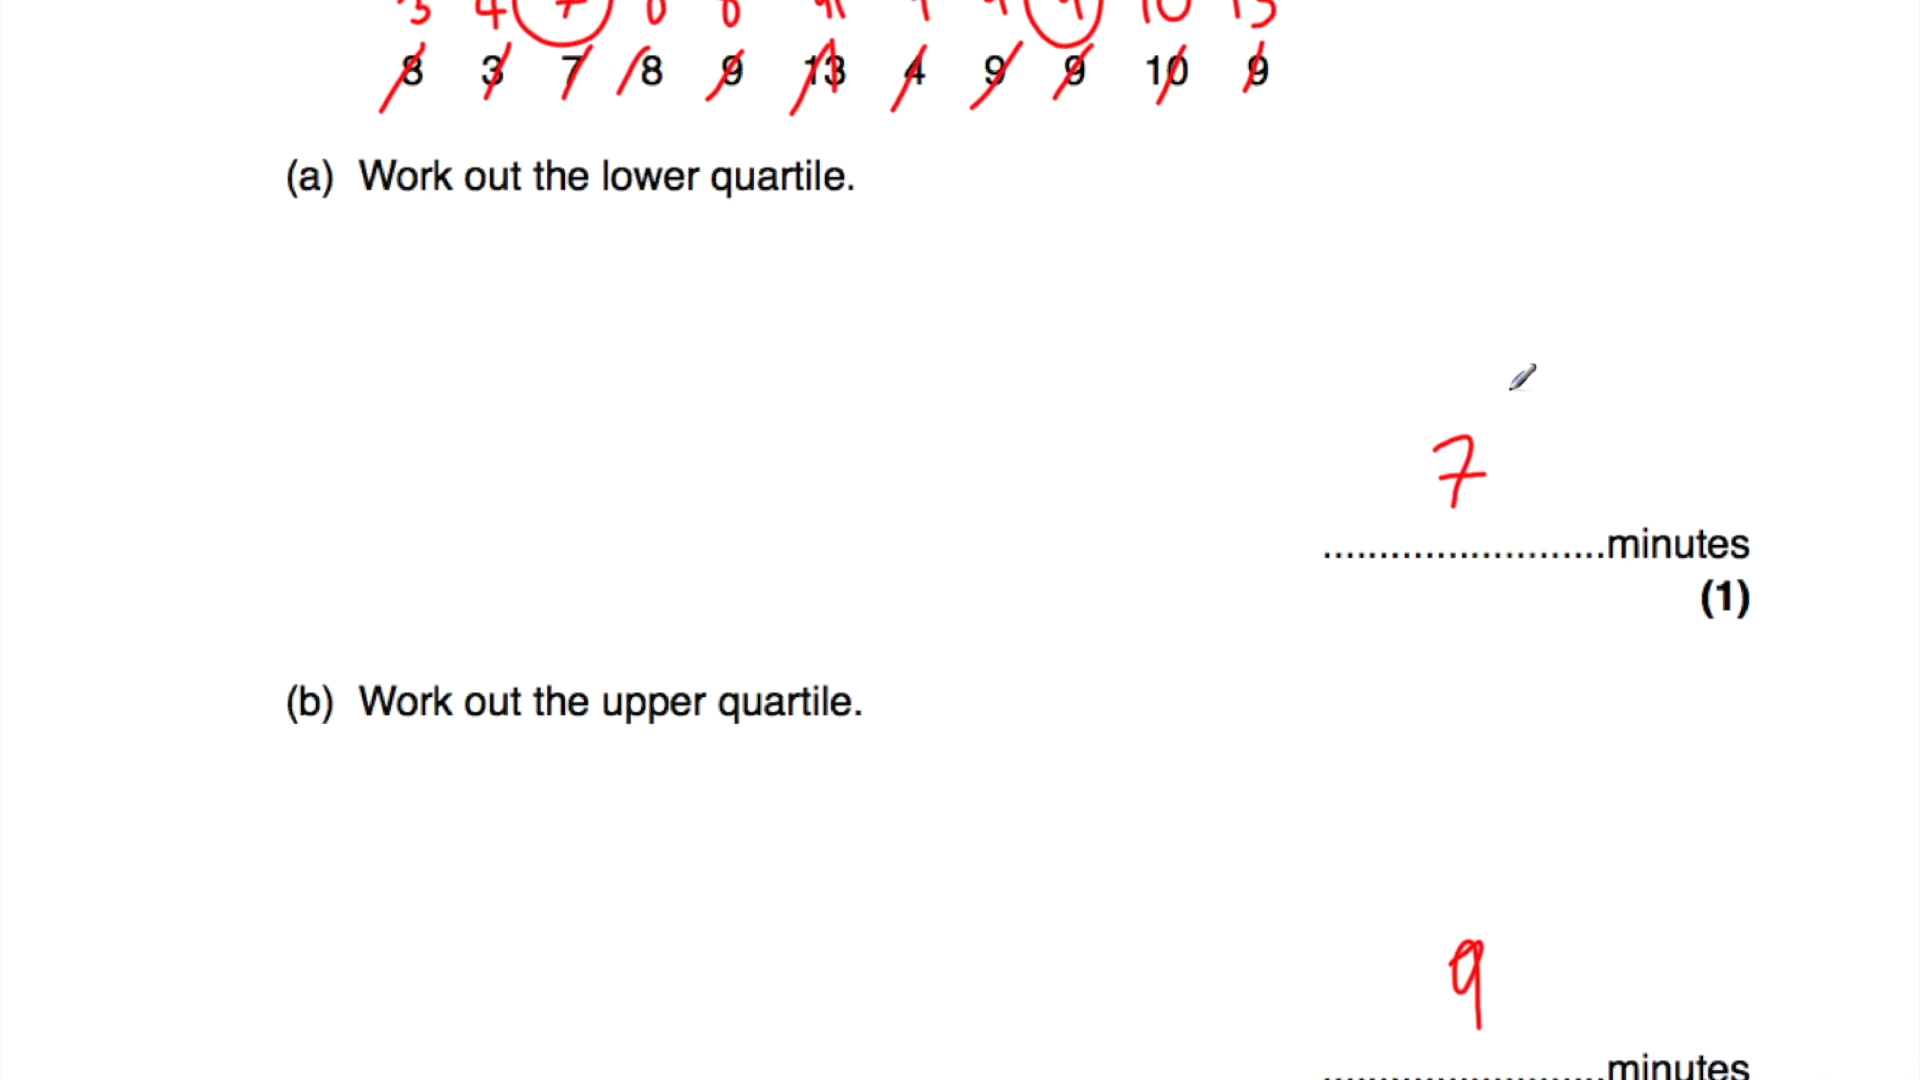 3 4 7 8 8 9 9 9 9 10 13
8 3 7 8 9 13 4 9 9 10 9
(a) Work out the lower quartile.
7
.........................minutes
(1)
(b) Work out the upper quartile.
9
.........................minutes